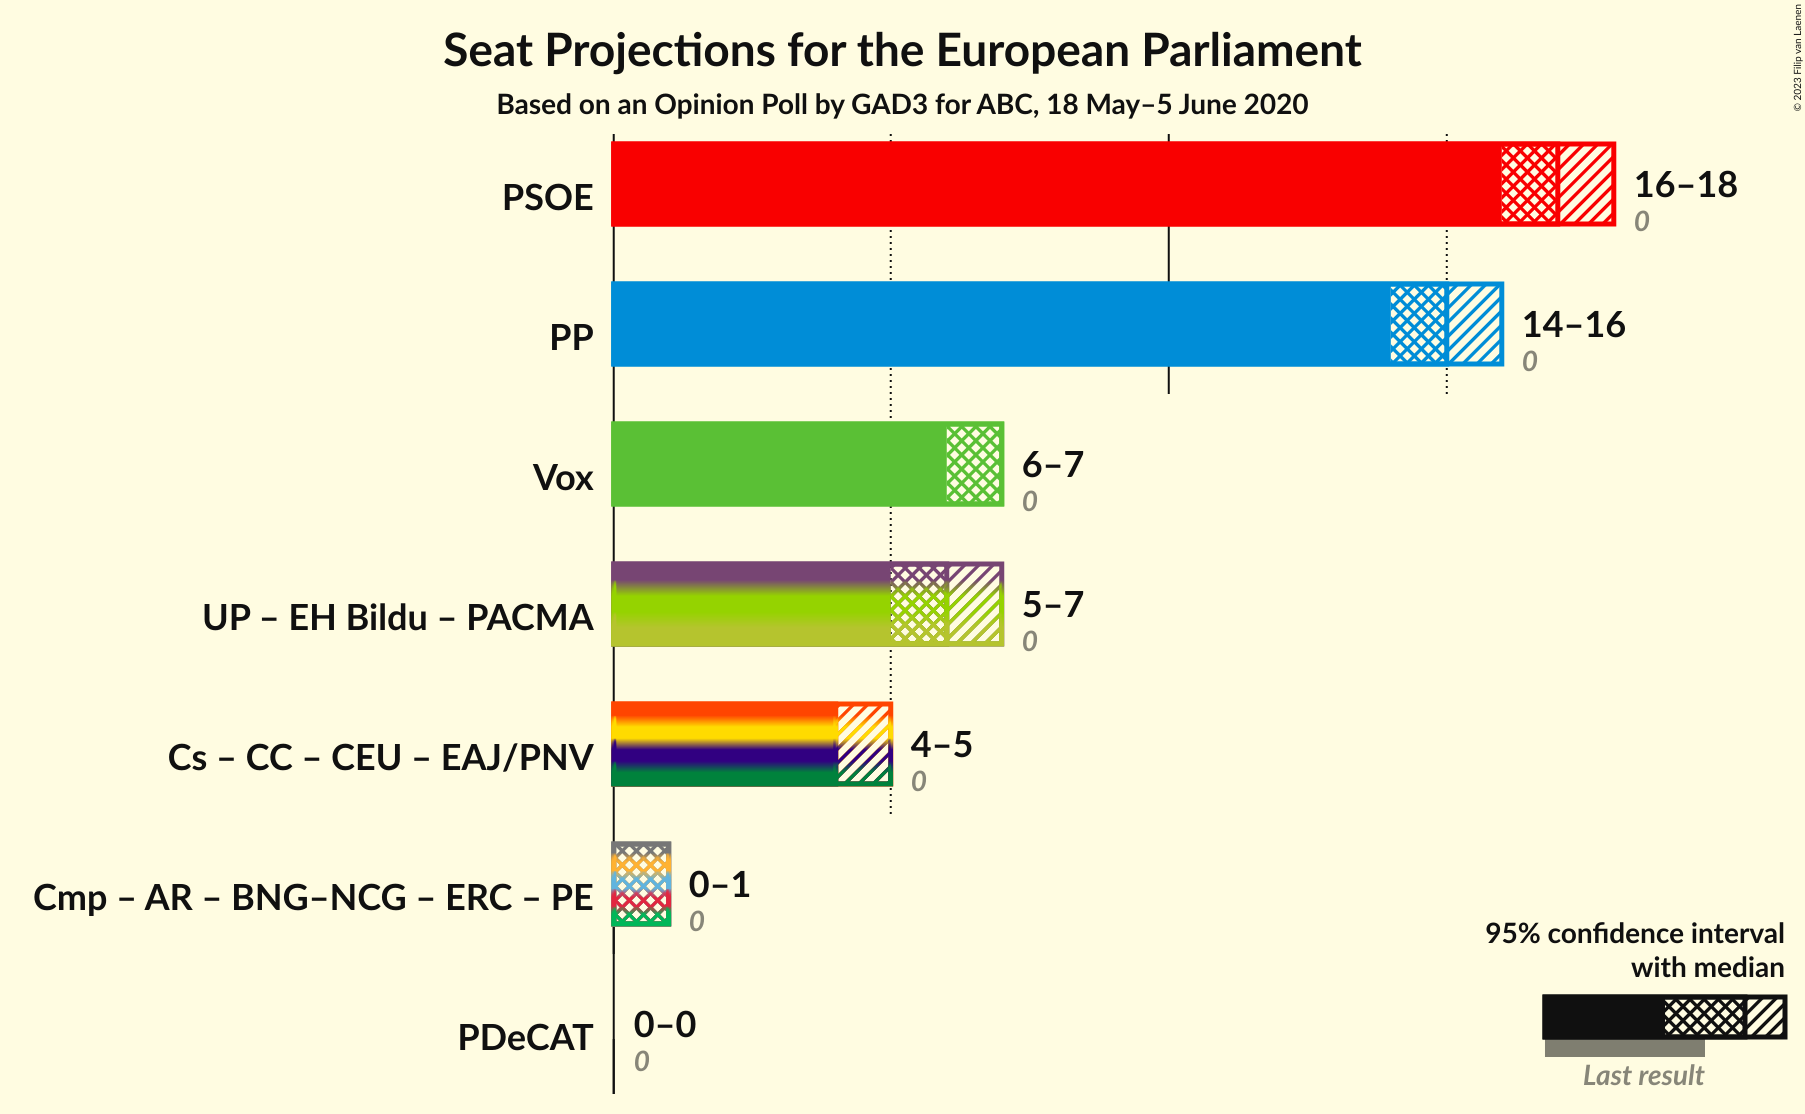 Seat Projections for the European Parliament
Based on an Opinion Poll by GAD3 for ABC, 18 May–5 June 2020
© 2023 Filip van Laenen
PSOE
16–18
0
PP
14–16
0
Vox
6–7
0
UP – EH Bildu – PACMA
5–7
0
Cs – CC – CEU – EAJ/PNV
4–5
0
Cmp – AR – BNG–NCG – ERC – PE
0–1
0
PDeCAT
0–0
0
95% confidence interval
with median
Last result